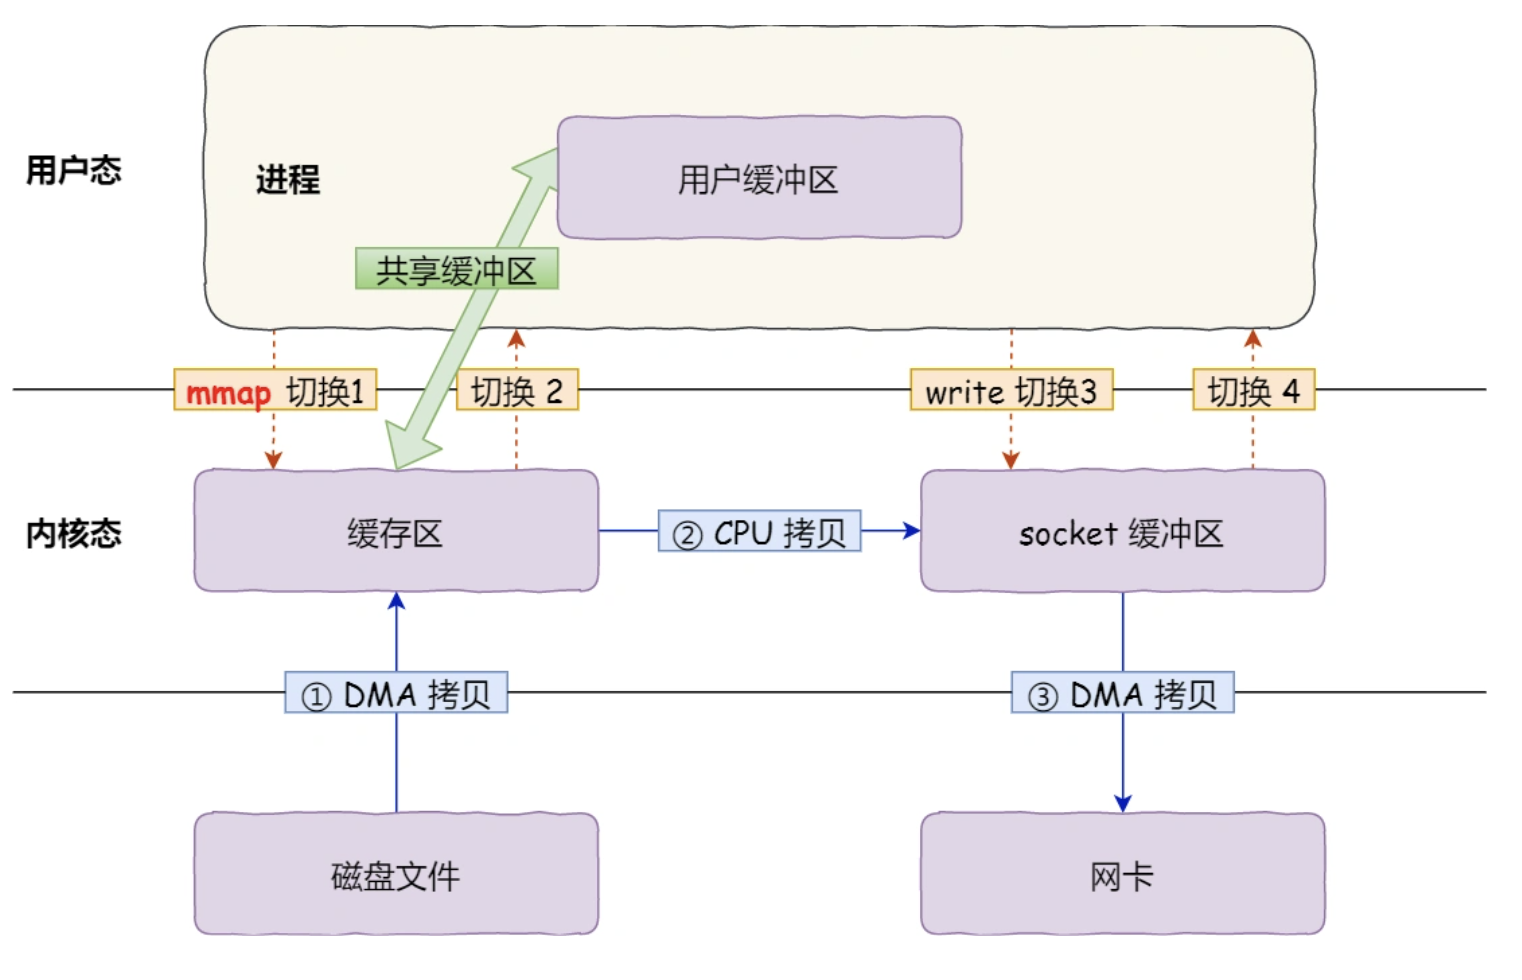 用户态
进程
用户缓冲区
共享缓冲区
mmap 切换1
切换 2
write 切换3
切换 4
内核态
缓存区
② CPU 拷贝
socket 缓冲区
① DMA 拷贝
③ DMA 拷贝
磁盘文件
网卡